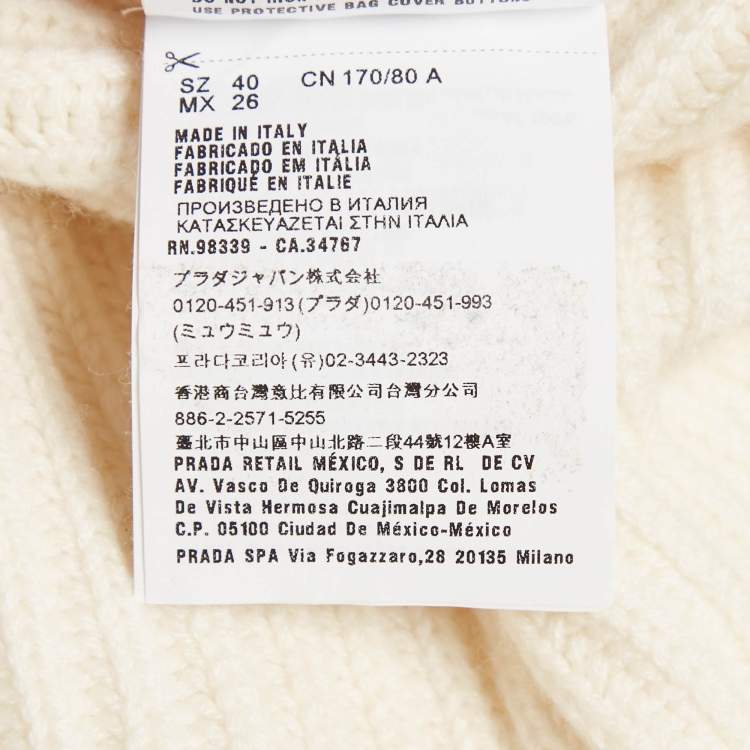 USE PROTECTIVE BAG COVER BUTTONS
SZ 40 CN 170/80 A
MX 26
MADE IN ITALY
FABRICADO EN ITALIA
FABRICADO EM ITÁLIA
FABRIQUÉ EN ITALIE
ПРОИЗВЕДЕНО В ИТАЛИЯ
ΚΑΤΑΣΚΕΥΑΖΕΤΑΙ ΣΤΗΝ ΙΤΑΛΙΑ
RN.98339 - CA.34767
プラダジャパン株式会社
0120-451-913(プラダ)0120-451-993
(ミュウミュウ)
프라다코리아(유)02-3443-2323
香港商台灣意比有限公司台灣分公司
886-2-2571-5255
臺北市中山區中山北路二段44號12樓A室
PRADA RETAIL MÉXICO, S DE RL DE CV
AV. Vasco De Quiroga 3800 Col. Lomas
De Vista Hermosa Cuajimalpa De Morelos
C.P. 05100 Ciudad De México-México
PRADA SPA Via Fogazzaro,28 20135 Milano